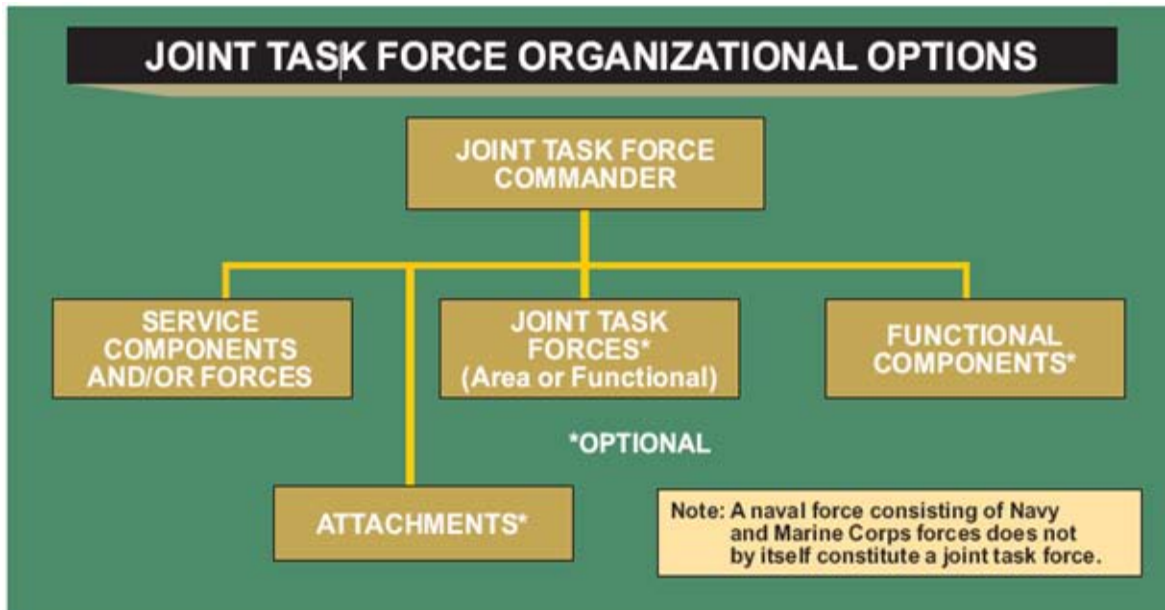 JOINT TASK FORCE ORGANIZATIONAL OPTIONS
JOINT TASK FORCE
COMMANDER
SERVICE
COMPONENTS
AND/OR FORCES
JOINT TASK
FORCES*
(Area or Functional)
FUNCTIONAL
COMPONENTS*
*OPTIONAL
ATTACHMENTS*
Note: A naval force consisting of Navy
and Marine Corps forces does not
by itself constitute a joint task force.